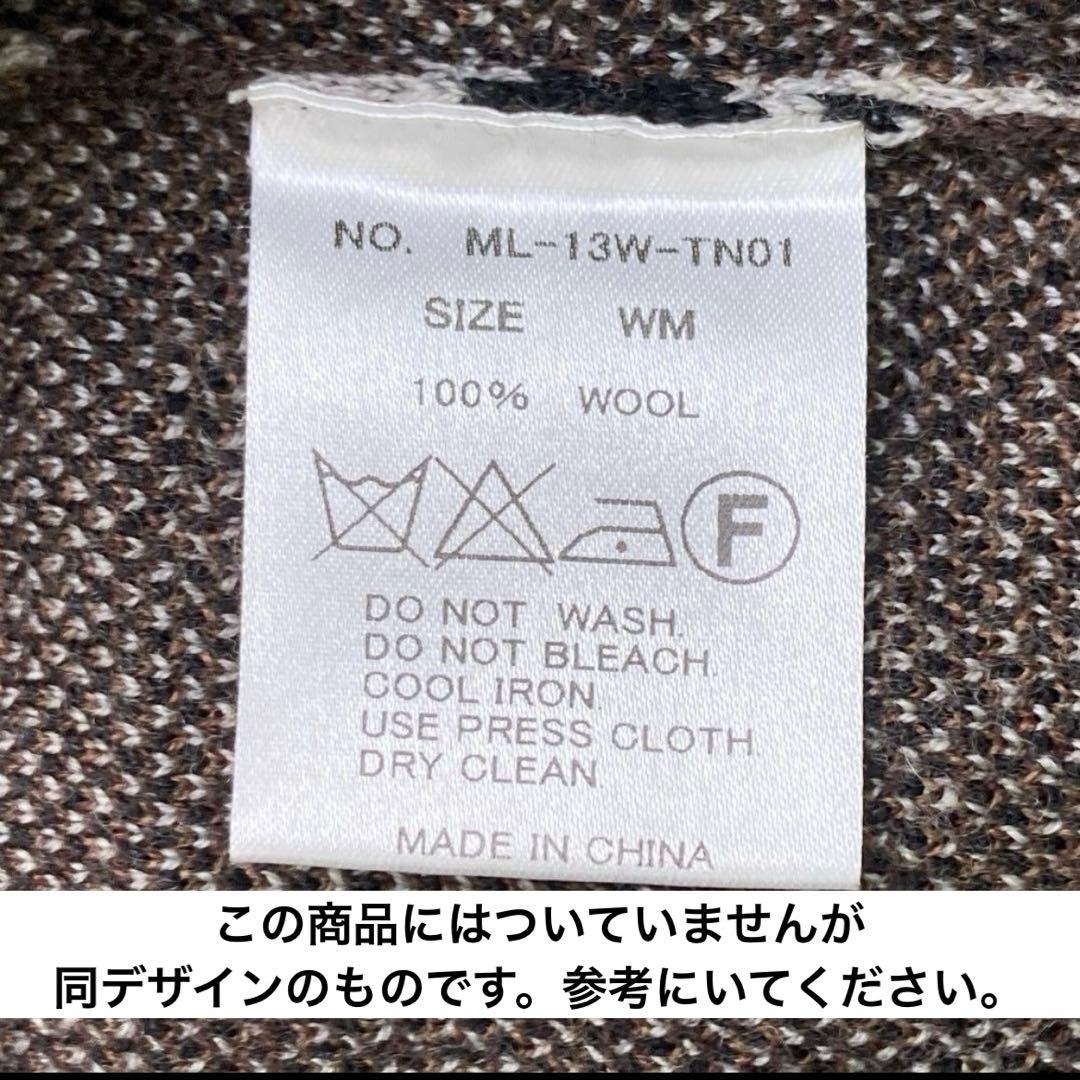 NO. ML-13W-TN01
SIZE WM
100% WOOL
F
DO NOT WASH.
DO NOT BLEACH.
COOL IRON.
USE PRESS CLOTH.
DRY CLEAN.
MADE IN CHINA
この商品にはついていませんが
同デザインのものです。参考にいてください。